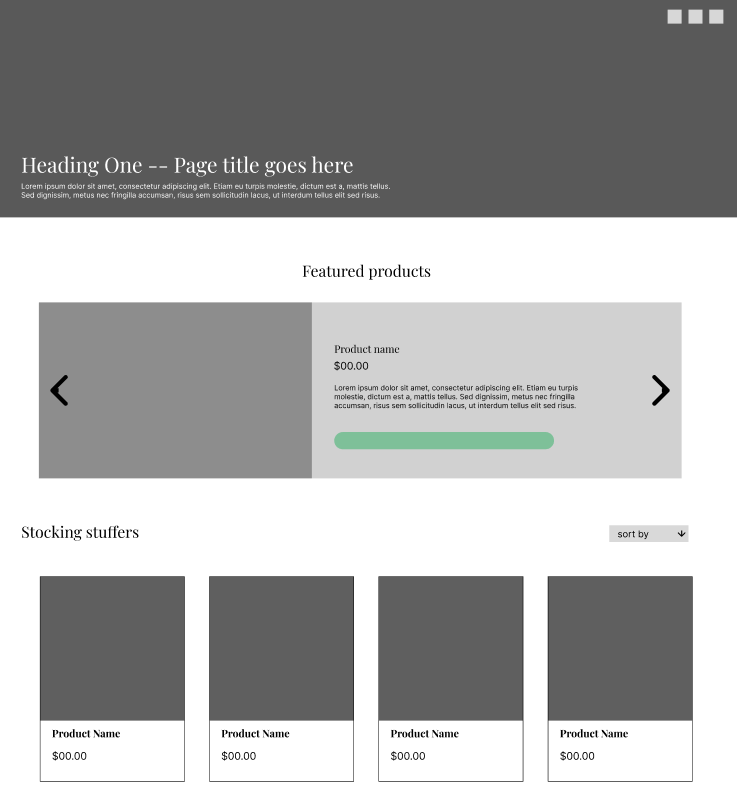 Heading One -- Page title goes here
Lorem ipsum dolor sit amet, consectetur adipiscing elit. Etiam eu turpis molestie, dictum est a, mattis tellus.
Sed dignissim, metus nec fringilla accumsan, risus sem sollicitudin lacus, ut interdum tellus elit sed risus.
Featured products
Product name
$00.00
Lorem ipsum dolor sit amet, consectetur adipiscing elit. Etiam eu turpis
molestie, dictum est a, mattis tellus. Sed dignissim, metus nec fringilla
accumsan, risus sem sollicitudin lacus, ut interdum tellus elit sed risus.
Stocking stuffers
sort by
Product Name
$00.00
Product Name
$00.00
Product Name
$00.00
Product Name
$00.00